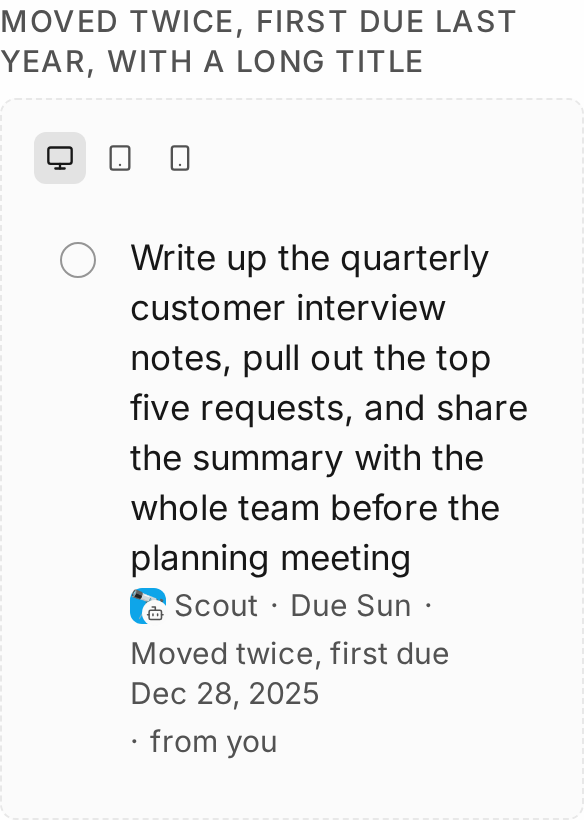 MOVED TWICE, FIRST DUE LAST
YEAR, WITH A LONG TITLE
Write up the quarterly
customer interview
notes, pull out the top
five requests, and share
the summary with the
whole team before the
planning meeting
Scout · Due Sun ·
Moved twice, first due
Dec 28, 2025
· from you